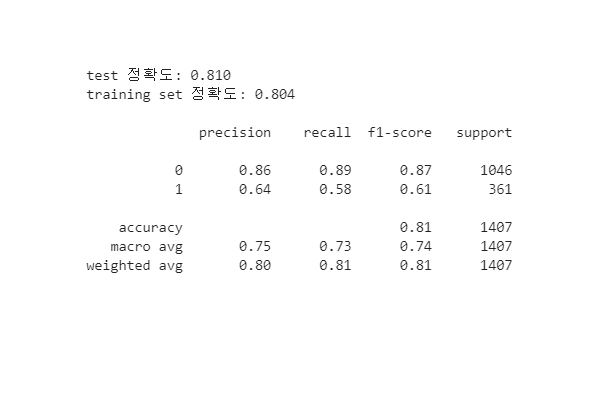 test 정확도: 0.810
training set 정확도: 0.804
precision recall f1-score support
0 0.86 0.89 0.87 1046
1 0.64 0.58 0.61 361
accuracy 0.81 1407
macro avg 0.75 0.73 0.74 1407
weighted avg 0.80 0.81 0.81 1407